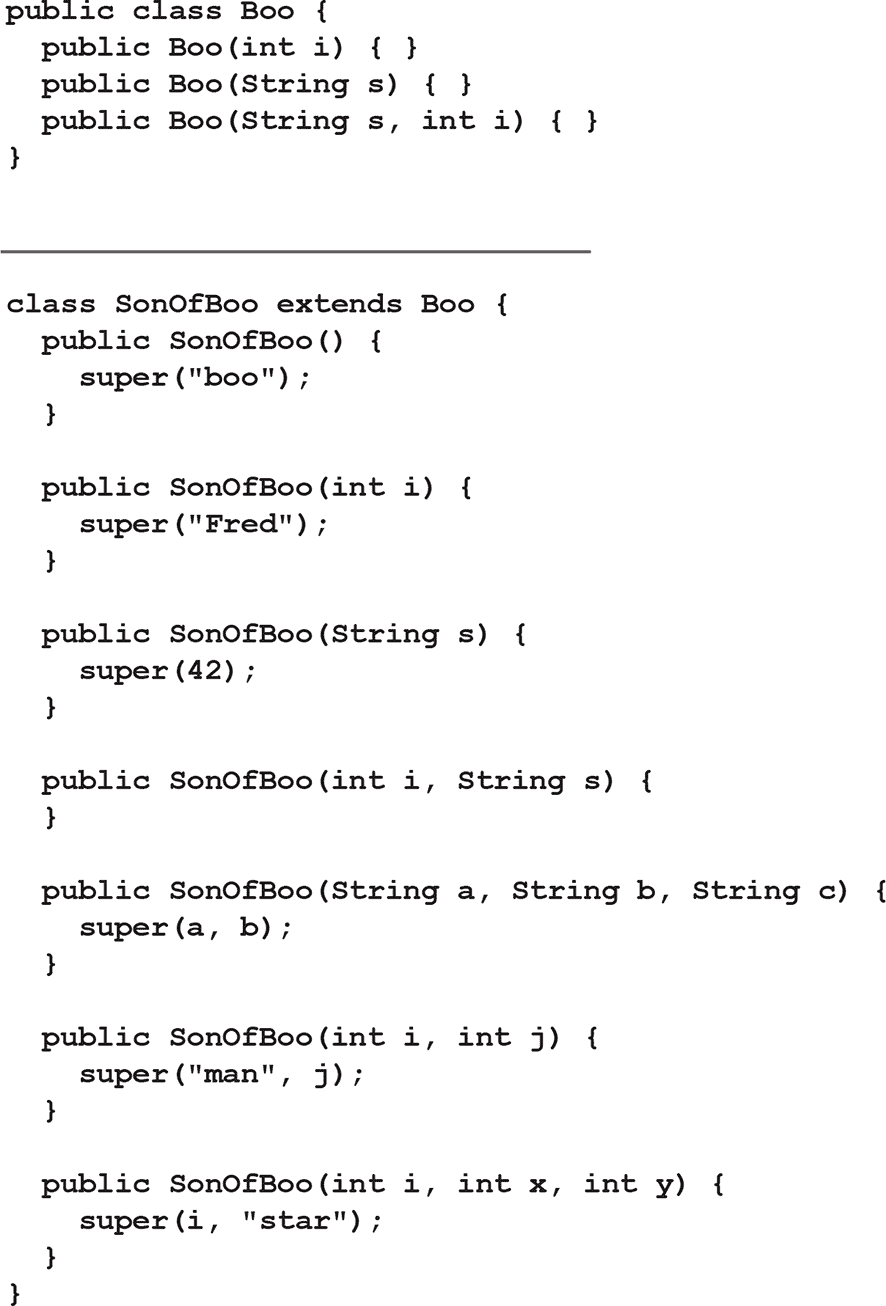 public class Boo {
  public Boo(int i) { }
  public Boo(String s) { }
  public Boo(String s, int i) { }
}
class SonOfBoo extends Boo {
  public SonOfBoo() {
    super("boo");
  }
  public SonOfBoo(int i) {
    super("Fred");
  }
  public SonOfBoo(String s) {
    super(42);
  }
  public SonOfBoo(int i, String s) {
  }
  public SonOfBoo(String a, String b, String c) {
    super(a, b);
  }
  public SonOfBoo(int i, int j) {
    super("man", j);
  }
  public SonOfBoo(int i, int x, int y) {
    super(i, "star");
  }
}